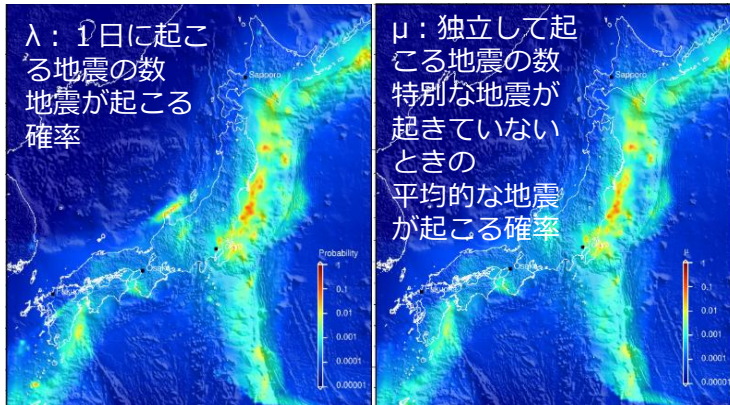 λ：１日に起こ
る地震の数
地震が起こる
確率
Sapporo
Osaka
Probability
1
0.1
0.01
0.001
0.0001
0.00001
μ：独立して起
こる地震の数
特別な地震が
起きていない
ときの
平均的な地震
が起こる確率
Sapporo
Osaka
1
0.1
0.01
0.001
0.0001
0.00001